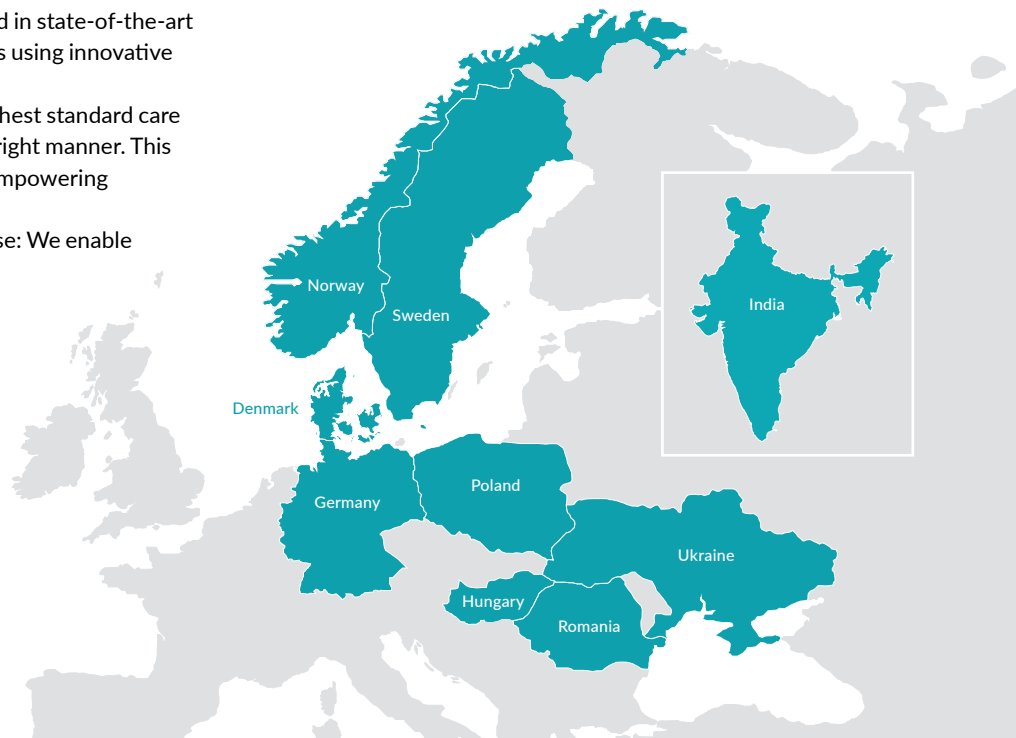 d in state-of-the-art
s using innovative
hest standard care
right manner. This
mpowering
se: We enable
Norway
Sweden
India
Denmark
Poland
Germany
Ukraine
Hungary
Romania